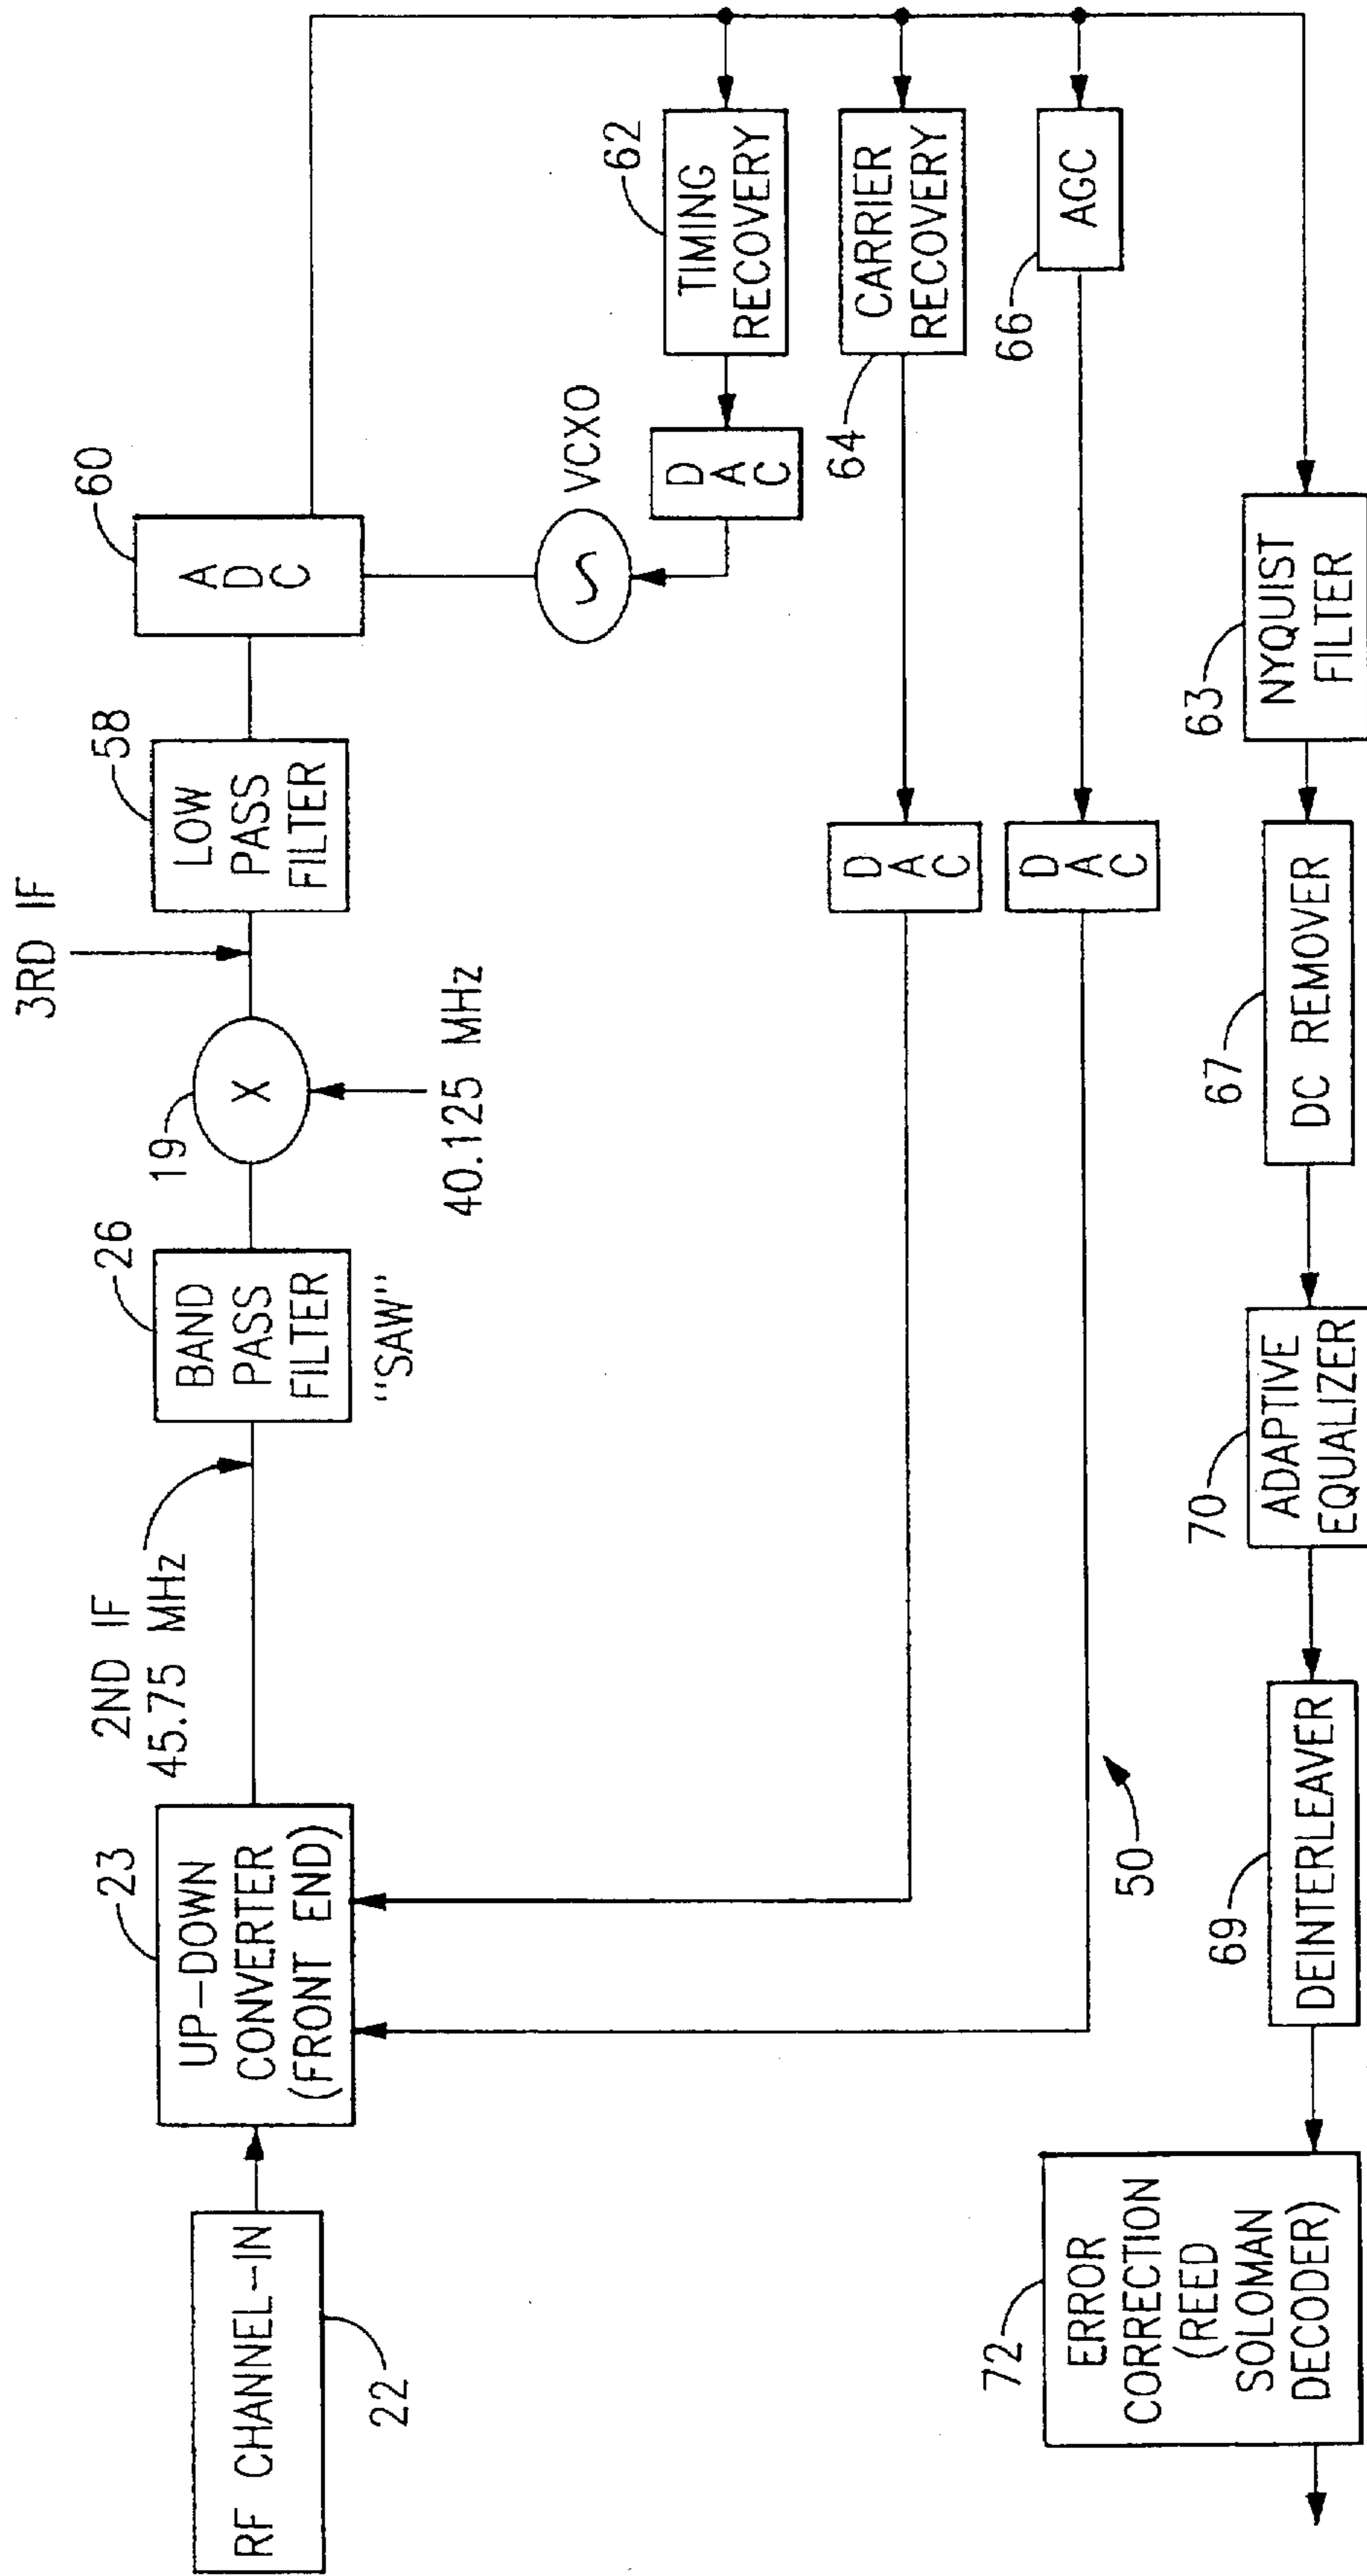 RF CHANNEL-IN
22
23
UP-DOWN
CONVERTER
(FRONT END)
2ND IF
45.75 MHz
26
BAND
PASS
FILTER
"SAW"
19
X
40.125 MHz
3RD IF
58
LOW
PASS
FILTER
60
A
D
C
VCXO
D
A
C
62
TIMING
RECOVERY
64
CARRIER
RECOVERY
66
AGC
D
A
C
D
A
C
50
63
NYQUIST
FILTER
67
DC REMOVER
70
ADAPTIVE
EQUALIZER
69
DEINTERLEAVER
72
ERROR
CORRECTION
(REED
SOLOMAN
DECODER)